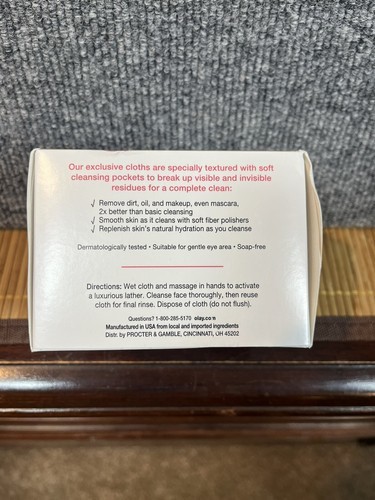 Our exclusive cloths are specially textured with soft
cleansing pockets to break up visible and invisible
residues for a complete clean:
√ Remove dirt, oil, and makeup, even mascara,
2x better than basic cleansing
√ Smooth skin as it cleans with soft fiber polishers
√ Replenish skin's natural hydration as you cleanse
Dermatologically tested • Suitable for gentle eye area • Soap-free
Directions: Wet cloth and massage in hands to activate
a luxurious lather. Cleanse face thoroughly, then reuse
cloth for final rinse. Dispose of cloth (do not flush).
Questions? 1-800-285-5170 olay.com
Manufactured in USA from local and imported ingredients
Distr. by PROCTER & GAMBLE, CINCINNATI, OH 45202